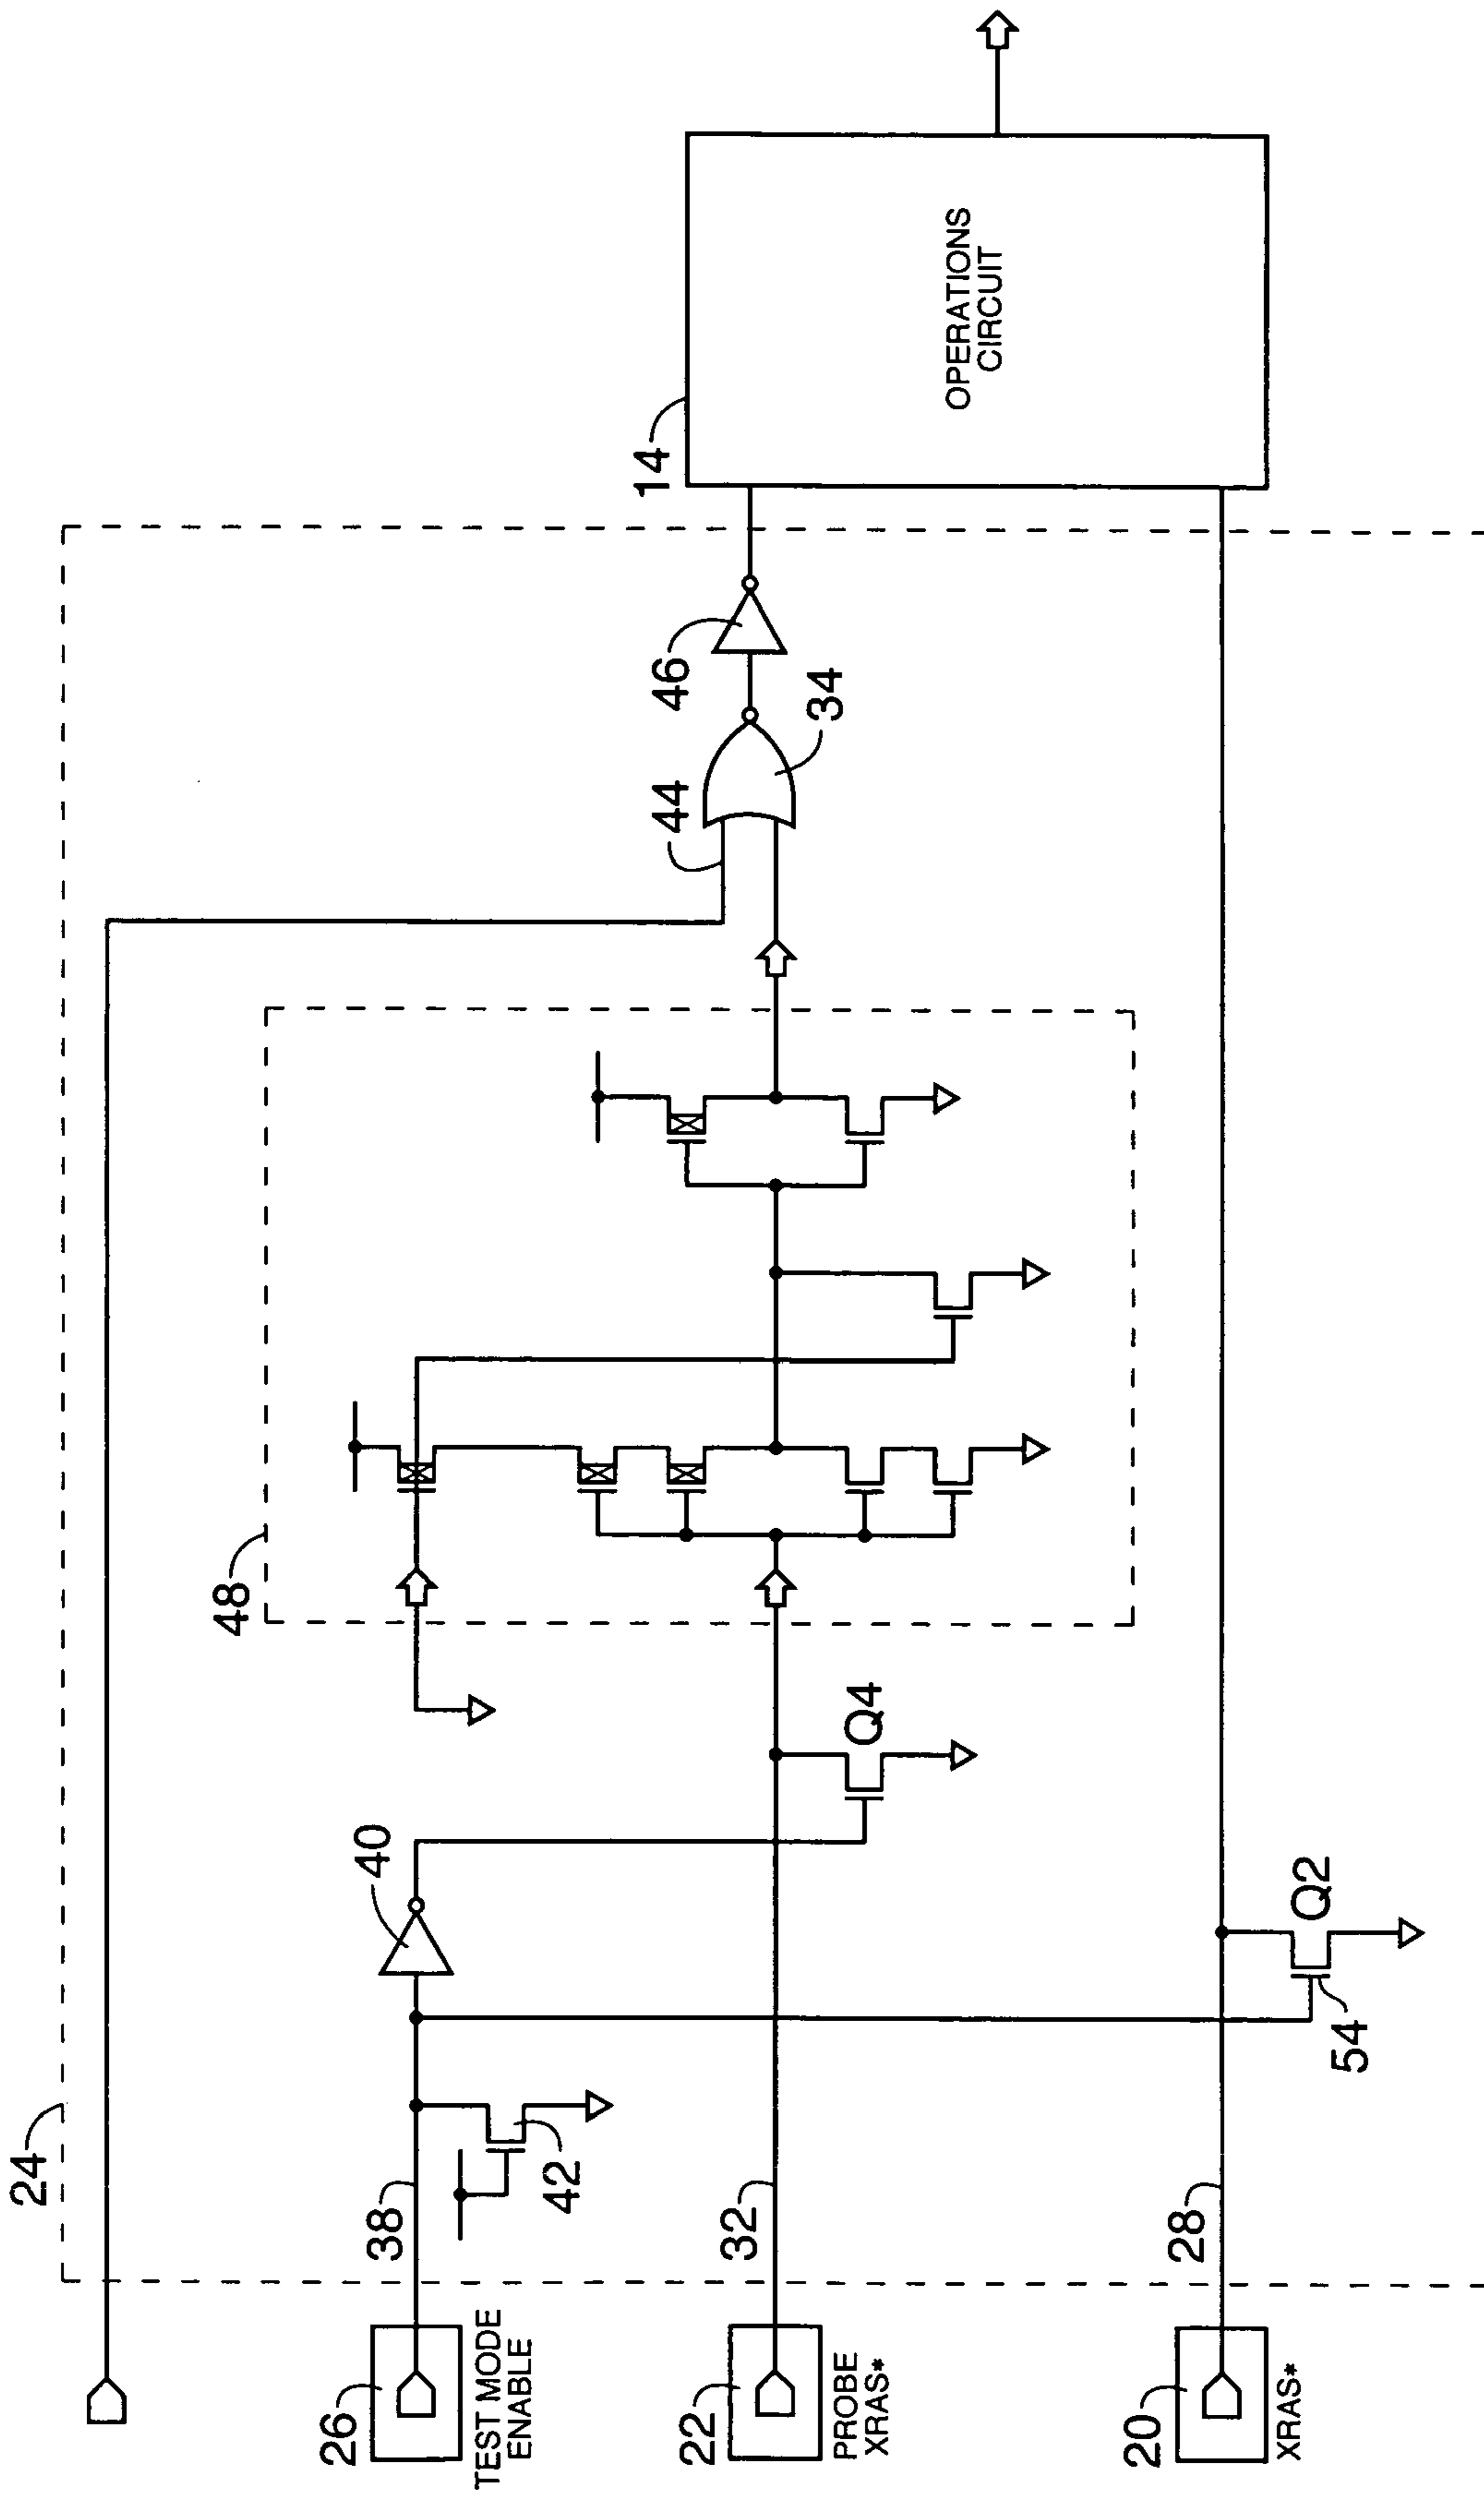 24
26
TEST MODE
ENABLE
38
42
40
48
44
46
34
14
OPERATIONS
CIRCUIT
22
PROBE
XRAS*
32
Q4
20
XRAS*
28
54
Q2